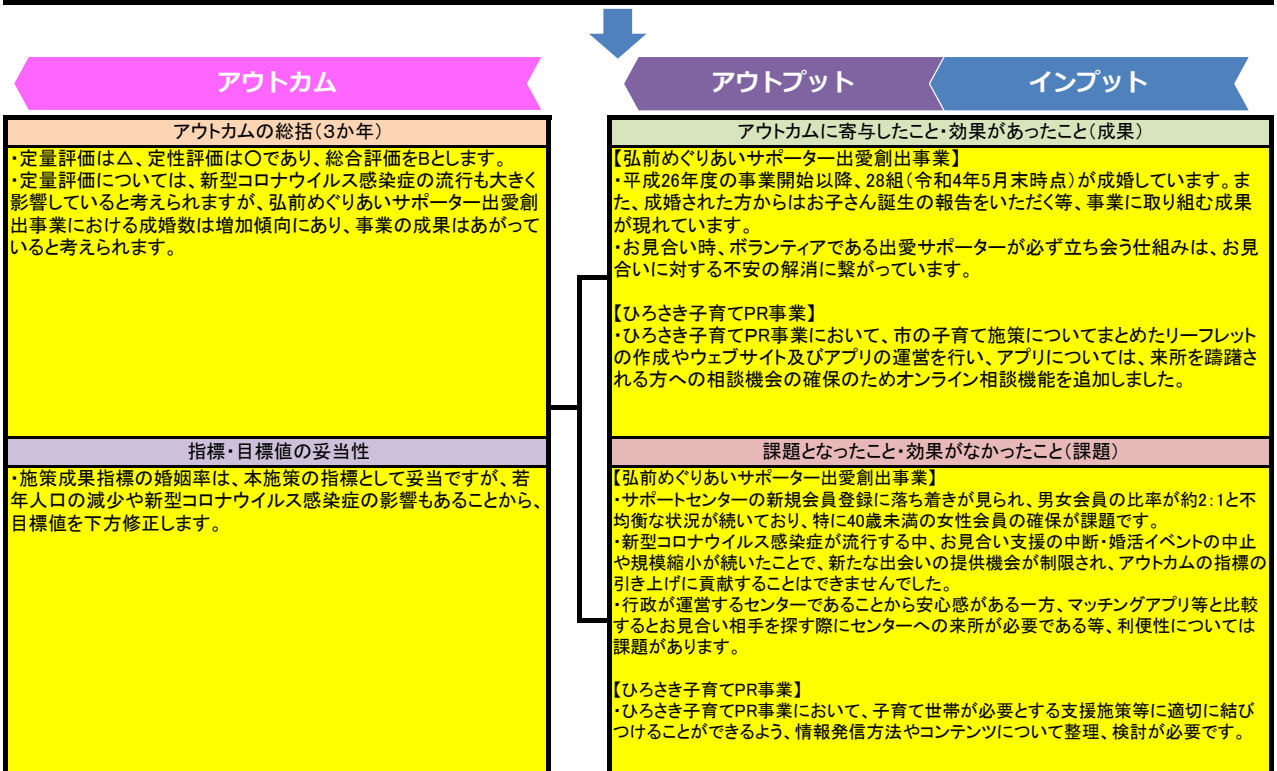 アウトカム
アウトプット
インプット
アウトカムの総括（３か年）
・定量評価は△、定性評価は〇であり、総合評価をBとします。
・定量評価については、新型コロナウイルス感染症の流行も大きく
影響していると考えられますが、弘前めぐりあいサポーター出愛創
出事業における成婚数は増加傾向にあり、事業の成果はあがって
いると考えられます。
指標・目標値の妥当性
・施策成果指標の婚姻率は、本施策の指標として妥当ですが、若
年人口の減少や新型コロナウイルス感染症の影響もあることから、
目標値を下方修正します。
アウトカムに寄与したこと・効果があったこと（成果）
【弘前めぐりあいサポーター出愛創出事業】
・平成26年度の事業開始以降、28組（令和4年5月末時点）が成婚しています。ま
た、成婚された方からはお子さん誕生の報告をいただく等、事業に取り組む成果
が現れています。
・お見合い時、ボランティアである出愛サポーターが必ず立ち会う仕組みは、お見
合いに対する不安の解消に繋がっています。
【ひろさき子育てPR事業】
・ひろさき子育てPR事業において、市の子育て施策についてまとめたリーフレット
の作成やウェブサイト及びアプリの運営を行い、アプリについては、来所を躊躇さ
れる方への相談機会の確保のためオンライン相談機能を追加しました。
課題となったこと・効果がなかったこと（課題）
【弘前めぐりあいサポーター出愛創出事業】
・サポートセンターの新規会員登録に落ち着きが見られ、男女会員の比率が約2：1と不
均衡な状況が続いており、特に40歳未満の女性会員の確保が課題です。
・新型コロナウイルス感染症が流行する中、お見合い支援の中断・婚活イベントの中止
や規模縮小が続いたことで、新たな出会いの提供機会が制限され、アウトカムの指標の
引き上げに貢献することはできませんでした。
・行政が運営するセンターであることから安心感がある一方、マッチングアプリ等と比較
するとお見合い相手を探す際にセンターへの来所が必要である等、利便性については
課題があります。
【ひろさき子育てPR事業】
・ひろさき子育てPR事業において、子育て世帯が必要とする支援施策等に適切に結び
つけることができるよう、情報発信方法やコンテンツについて整理、検討が必要です。